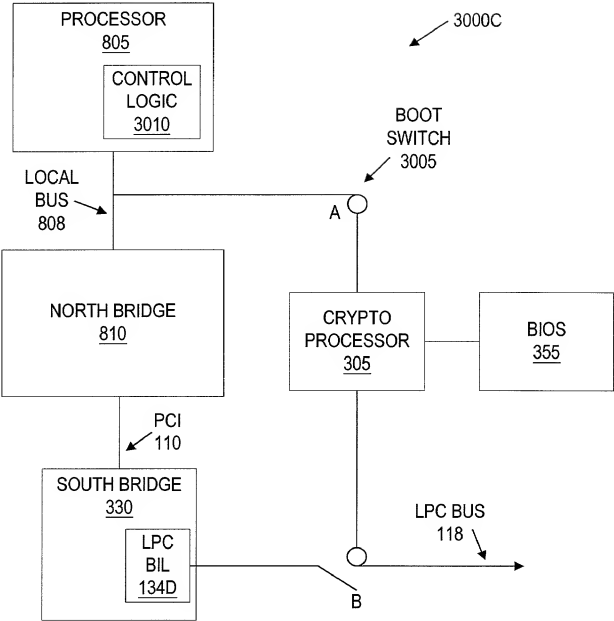 PROCESSOR
805
CONTROL
LOGIC
3010
3000C
BOOT
SWITCH
3005
LOCAL
BUS
808
A
NORTH BRIDGE
810
CRYPTO
PROCESSOR
305
BIOS
355
PCI
110
SOUTH BRIDGE
330
LPC
BIL
134D
LPC BUS
118
B